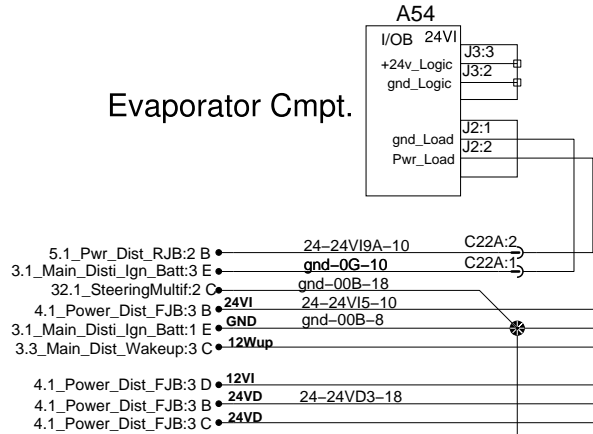 A54
I/OB 24VI
J3:3
+24v_Logic
J3:2
gnd_Logic
Evaporator Cmpt.
J2:1
gnd_Load
J2:2
Pwr_Load
5.1_Pwr_Dist_RJB:2 B 24–24VI9A–10 C22A:2
3.1_Main_Disti_Ign_Batt:3 E gnd–0G–10 C22A:1
32.1_SteeringMultif:2 C gnd–00B–18
4.1_Power_Dist_FJB:3 B 24VI 24–24VI5–10
3.1_Main_Disti_Ign_Batt:1 E GND gnd–00B–8
3.3_Main_Dist_Wakeup:3 C 12Wup
4.1_Power_Dist_FJB:3 D 12VI
4.1_Power_Dist_FJB:3 B 24VD 24–24VD3–18
4.1_Power_Dist_FJB:3 C 24VD